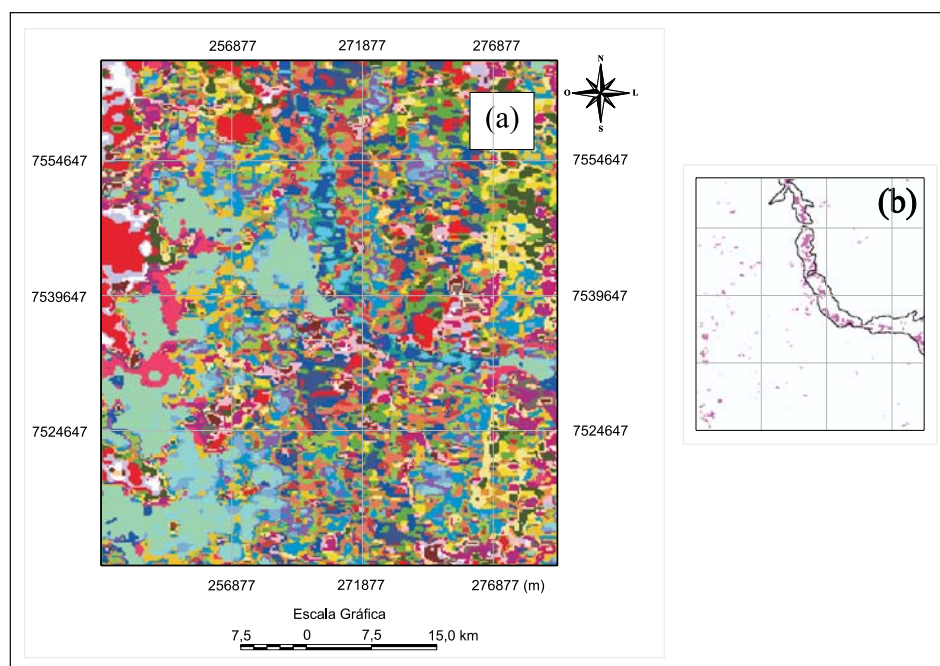 256877 271877 276877
N
O L
S
(a)
7554647 7554647
(b)
7539647 7539647
7524647 7524647
256877 271877 276877 (m)
Escala Gráfica
7,5 0 7,5 15,0 km